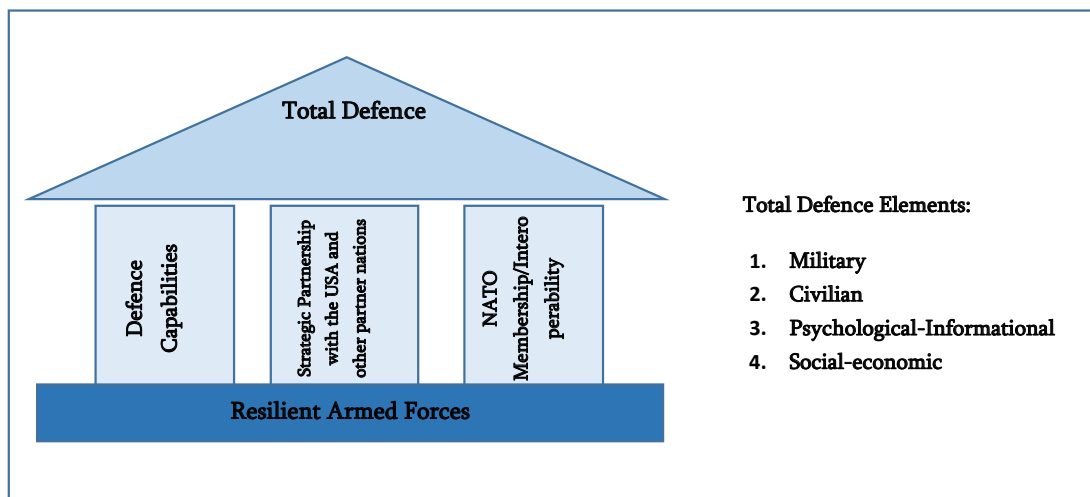 Total Defence
Defence
Capabilities
Strategic Partnership
with the USA and
other partner nations
NATO
Membership/Intero
perability
Resilient Armed Forces
Total Defence Elements:
1. Military
2. Civilian
3. Psychological-Informational
4. Social-economic